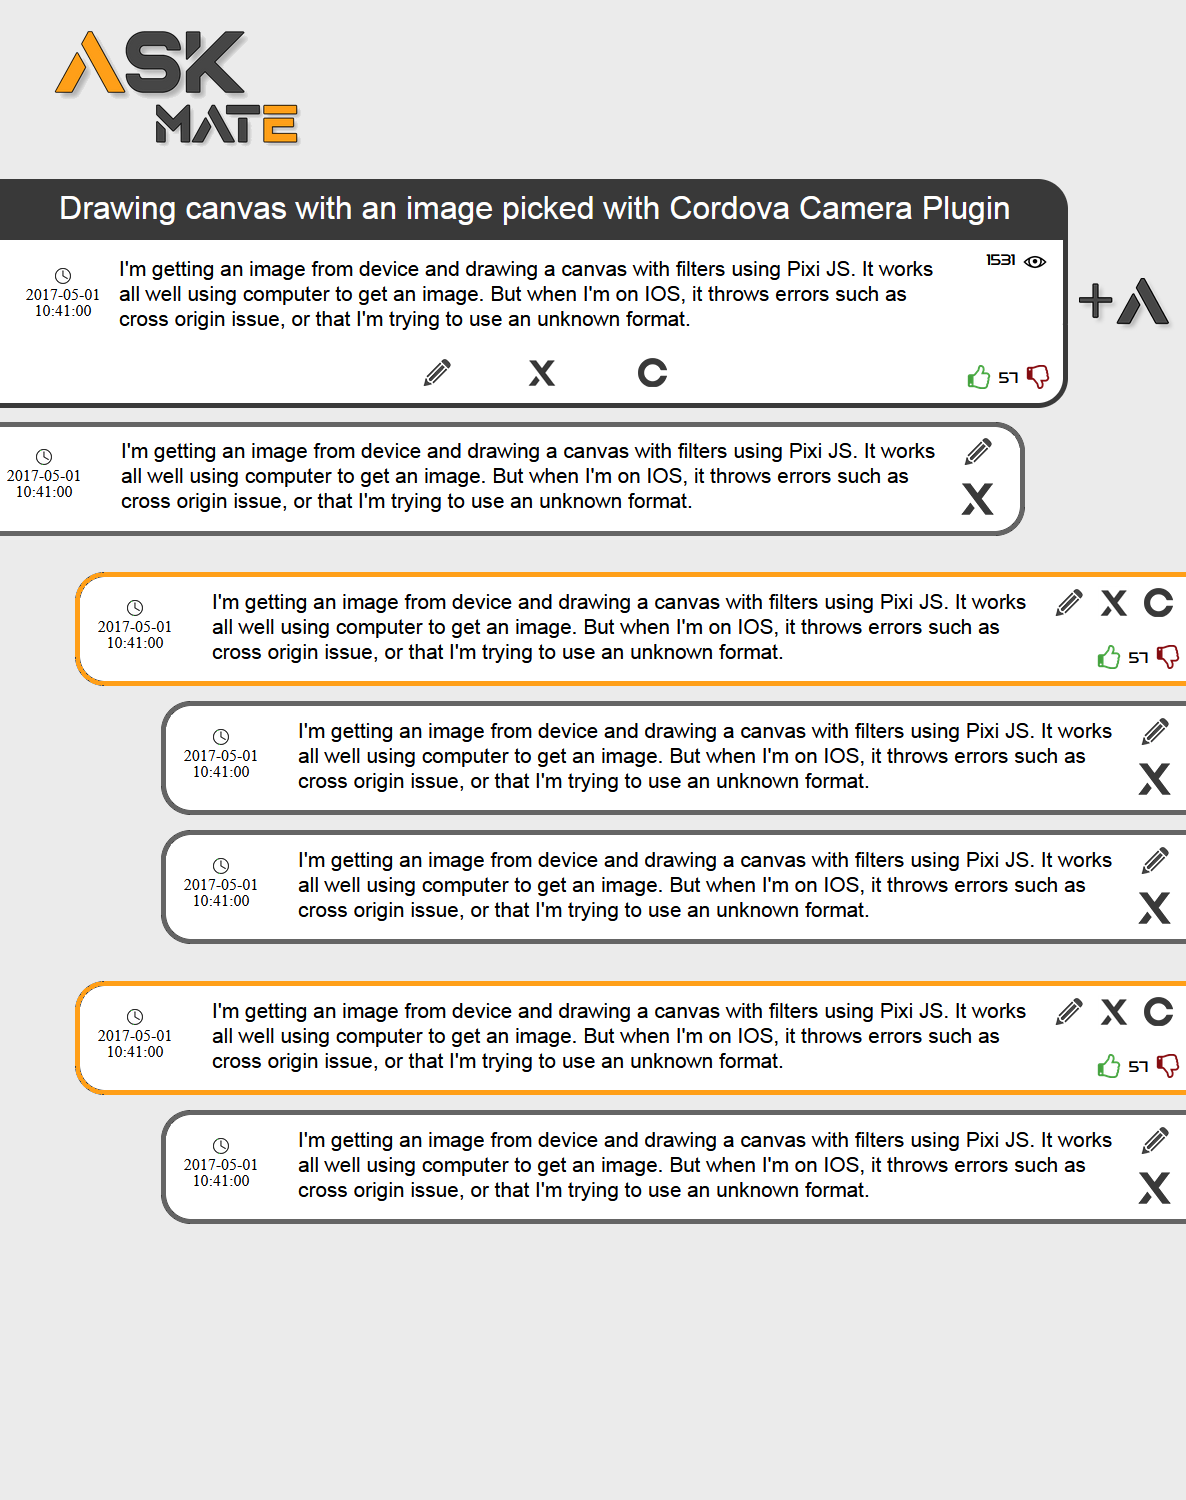 ASK
MATE
Drawing canvas with an image picked with Cordova Camera Plugin
1531
2017-05-01
10:41:00
I'm getting an image from device and drawing a canvas with filters using Pixi JS. It works
all well using computer to get an image. But when I'm on IOS, it throws errors such as
cross origin issue, or that I'm trying to use an unknown format.
+A
X C
57
2017-05-01
10:41:00
I'm getting an image from device and drawing a canvas with filters using Pixi JS. It works
all well using computer to get an image. But when I'm on IOS, it throws errors such as
cross origin issue, or that I'm trying to use an unknown format.
X
2017-05-01
10:41:00
I'm getting an image from device and drawing a canvas with filters using Pixi JS. It works
all well using computer to get an image. But when I'm on IOS, it throws errors such as
cross origin issue, or that I'm trying to use an unknown format.
X C
57
2017-05-01
10:41:00
I'm getting an image from device and drawing a canvas with filters using Pixi JS. It works
all well using computer to get an image. But when I'm on IOS, it throws errors such as
cross origin issue, or that I'm trying to use an unknown format.
X
2017-05-01
10:41:00
I'm getting an image from device and drawing a canvas with filters using Pixi JS. It works
all well using computer to get an image. But when I'm on IOS, it throws errors such as
cross origin issue, or that I'm trying to use an unknown format.
X
2017-05-01
10:41:00
I'm getting an image from device and drawing a canvas with filters using Pixi JS. It works
all well using computer to get an image. But when I'm on IOS, it throws errors such as
cross origin issue, or that I'm trying to use an unknown format.
X C
57
2017-05-01
10:41:00
I'm getting an image from device and drawing a canvas with filters using Pixi JS. It works
all well using computer to get an image. But when I'm on IOS, it throws errors such as
cross origin issue, or that I'm trying to use an unknown format.
X